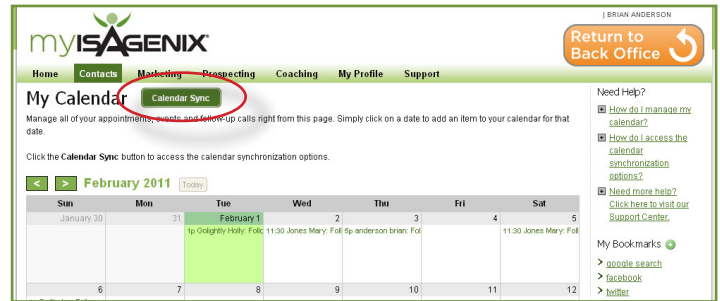 | BRIAN ANDERSON
myISAGENIX
Return to
Back Office
Home Contacts Marketing Prospecting Coaching My Profile Support
My Calendar Calendar Sync
Manage all of your appointments, events and follow-up calls right from this page. Simply click on a date to add an item to your calendar for that
date.
Click the Calendar Sync button to access the calendar synchronization options.
< > February 2011 Today
Sun Mon Tue Wed Thu Fri Sat
January 30 31 February 1 2 3 4 5
1p Golightly Holly: Follc 11:30 Jones Mary: Foll 5p anderson brian: Fol 11:30 Jones Mary: Foll
6 7 8 9 10 11 12
Need Help?
How do I manage my
calendar?
How do I access the
calendar
synchronization
options?
Need more help?
Click here to visit our
Support Center.
My Bookmarks
> google search
> facebook
> twitter